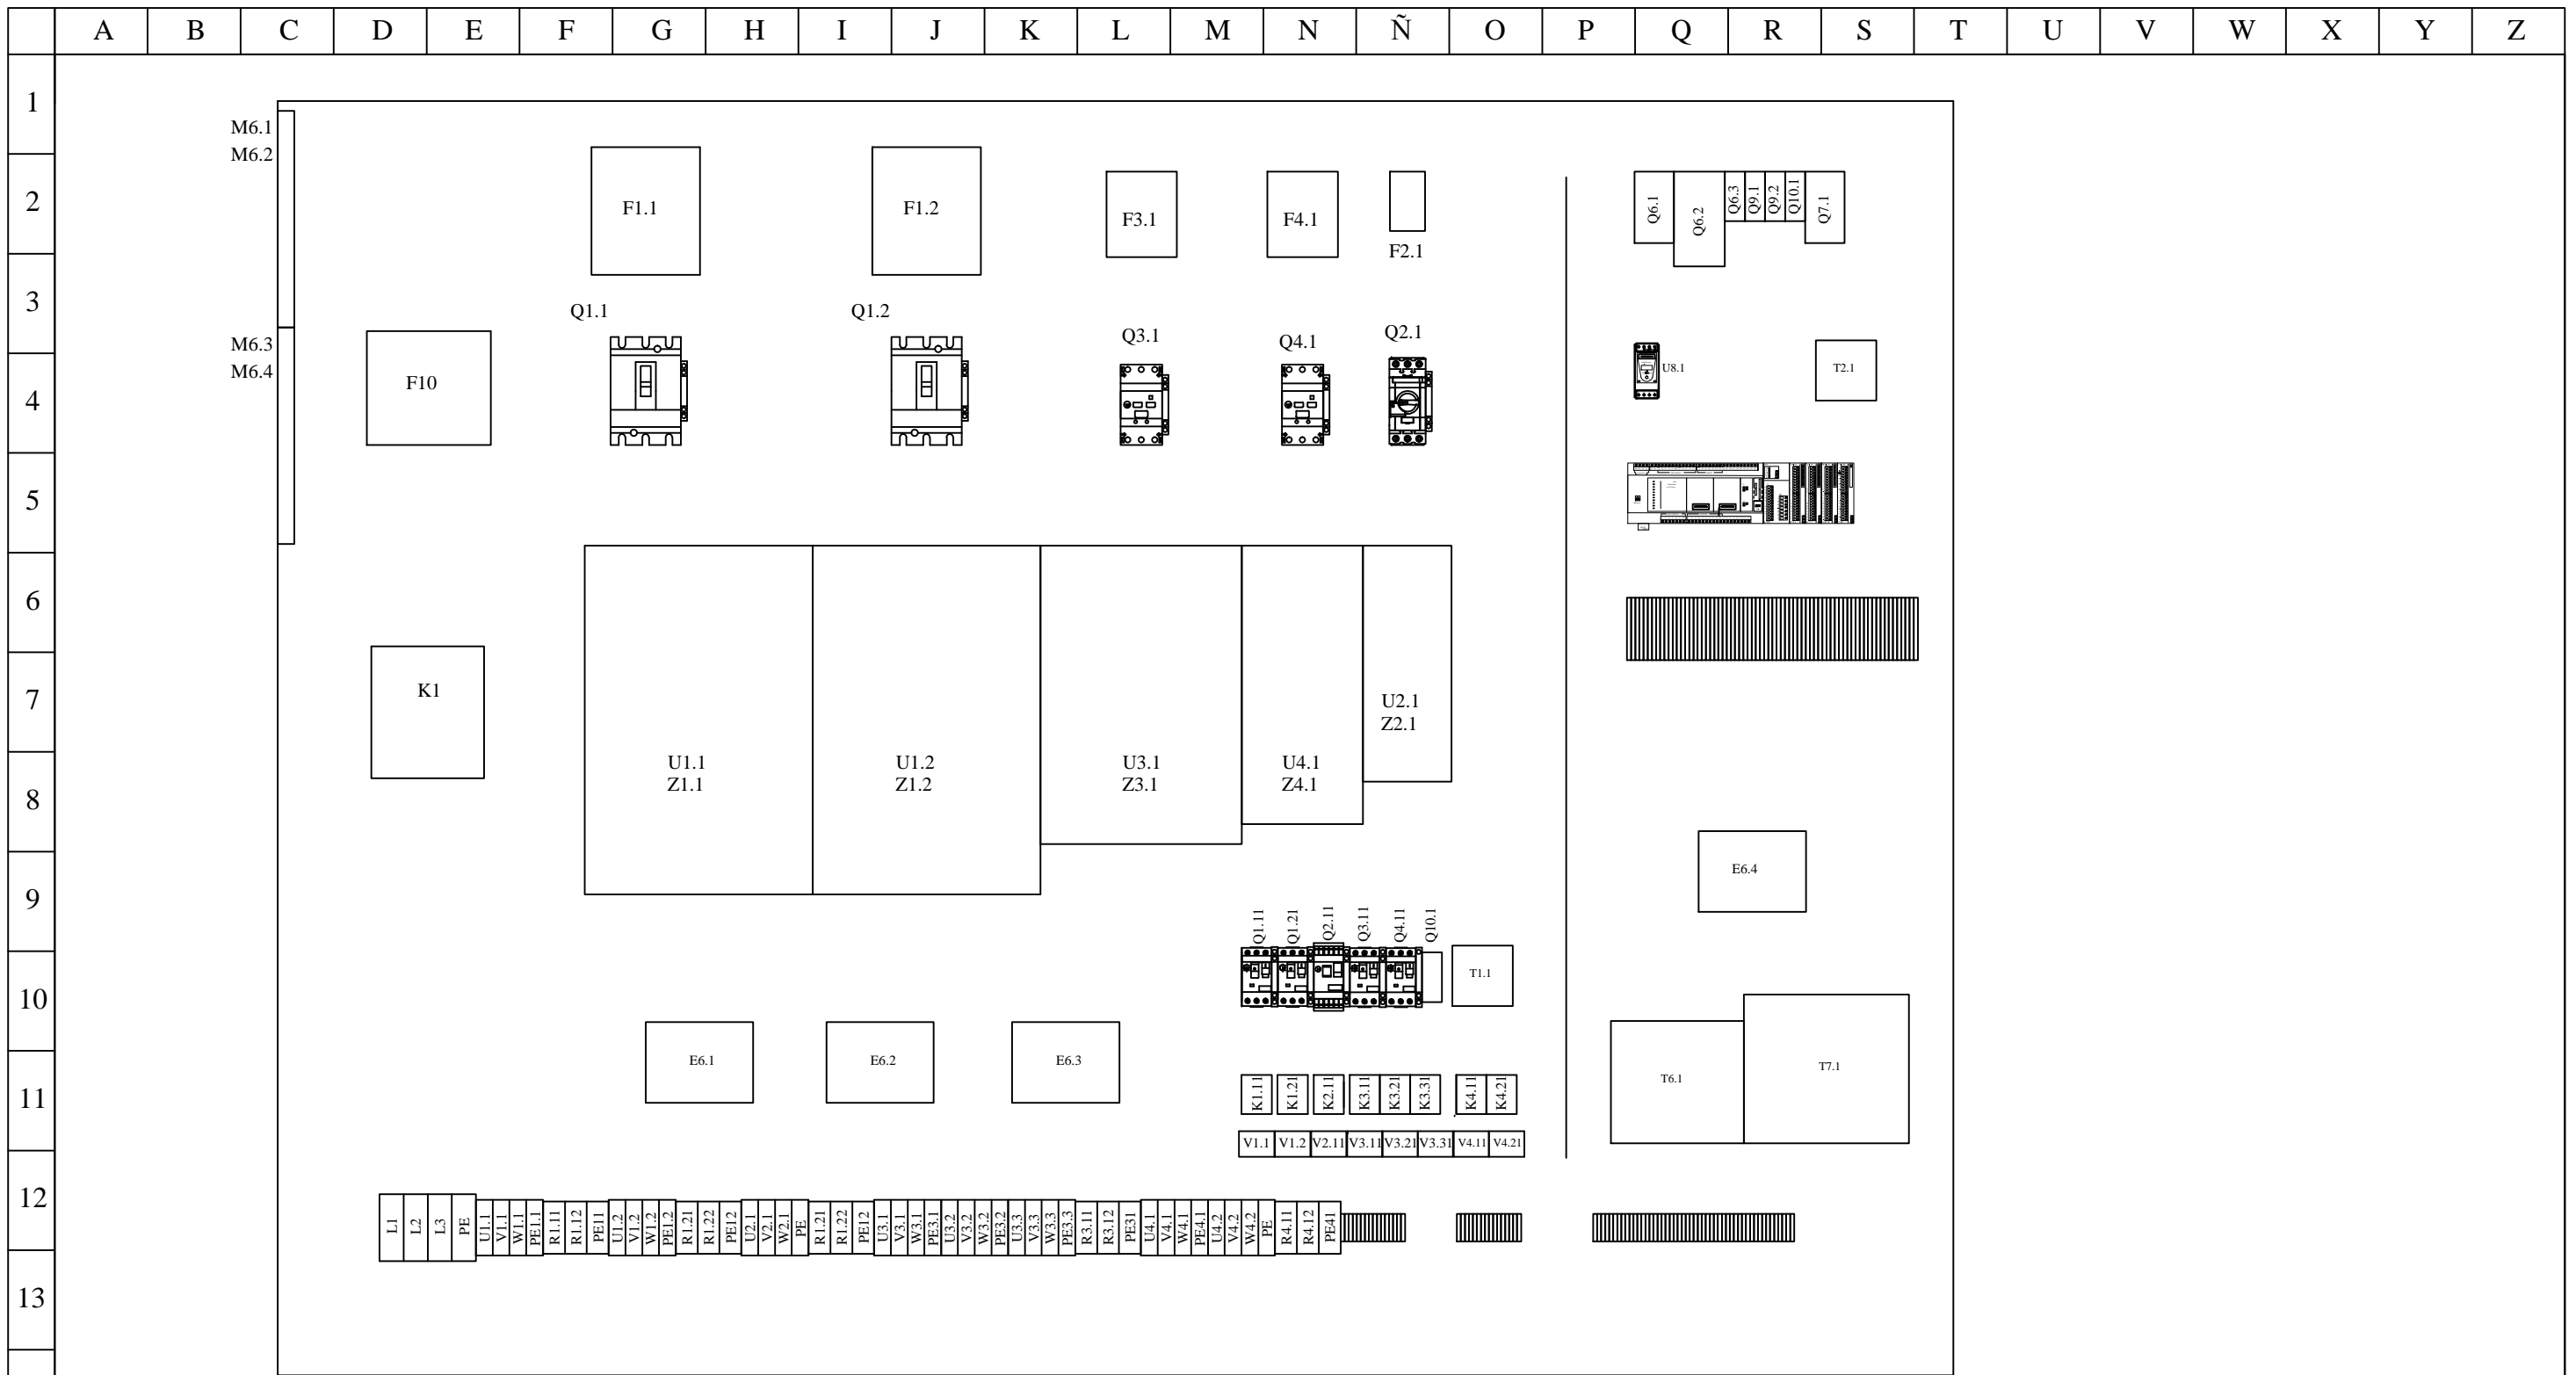 A B C D E F G H I J K L M N Ñ O P Q R S T U V W X Y Z
1
M6.1
M6.2
2
F1.1 F1.2 F3.1 F4.1
F2.1
Q6.1 Q6.2 Q6.3 Q9.1 Q9.2 Q10.1 Q7.1
3
Q1.1 Q1.2 Q3.1 Q4.1 Q2.1
M6.3
M6.4
4
F10
U8.1 T2.1
5
6
7
K1
U2.1
Z2.1
U1.1 U1.2 U3.1 U4.1
Z1.1 Z1.2 Z3.1 Z4.1
8
E6.4
9
Q1.11 Q1.21 Q2.11 Q3.11 Q4.11 Q10.1
T1.1
10
E6.1 E6.2 E6.3
T6.1 T7.1
11
K1.11 K1.21 K2.11 K3.11 K3.21 K3.31 K4.11 K4.21
V1.1 V1.2 V2.11 V3.11 V3.21 V3.31 V4.11 V4.21
12
L1 L2 L3 PE U1.1 V1.1 W1.1 PE1.1 R1.11 R1.12 PE11 U1.2 V1.2 W1.2 PE1.2 R1.21 R1.22 PE12 U2.1 V2.1 W2.1 PE R1.21 R1.22 PE12 U3.1 V3.1 W3.1 PE3.1 U3.2 V3.2 W3.2 PE3.2 U3.3 V3.3 W3.3 PE3.3 R3.11 R3.12 PE31 U4.1 V4.1 W4.1 PE4.1 U4.2 V4.2 W4.2 PE R4.11 R4.12 PE41
13